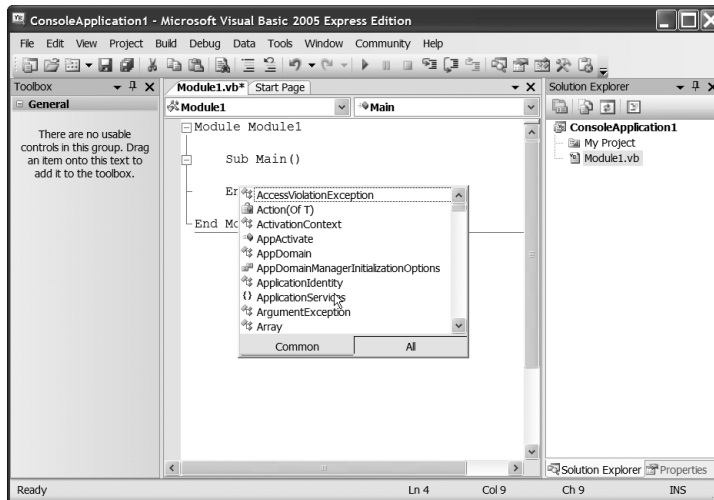 ConsoleApplication1 - Microsoft Visual Basic 2005 Express Edition
File Edit View Project Build Debug Data Tools Window Community Help
Toolbox
General
There are no usable
controls in this group. Drag
an item onto this text to
add it to the toolbox.
Module1.vb* Start Page
Module1 Main
Module Module1
Sub Main()
AccessViolationException
Action(Of T)
ActivationContext
AppActivate
AppDomain
AppDomainManagerInitializationOptions
ApplicationIdentity
ApplicationServices
ArgumentException
Array
Common All
Solution Explorer
ConsoleApplication1
My Project
Module1.vb
Solution Explorer Properties
Ready Ln 4 Col 9 Ch 9 INS